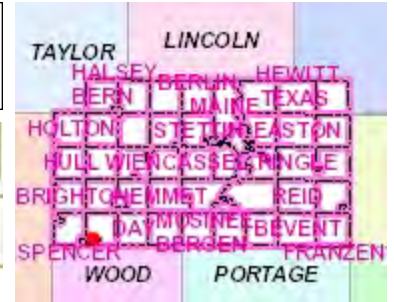 LINCOLN
TAYLOR
HALSEY BERLIN HEWITT
BERN MAINE TEXAS
HOLTON STETTIN EASTON
HULL WIEN CASSEL RINGLE
BRIGHTON EMMET REID
DAY MOSINEE BEVENT
SPENCER BERGEN FRANZEN
WOOD PORTAGE